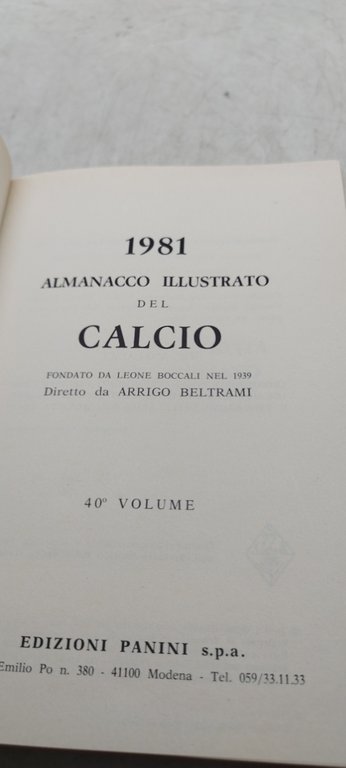 1981
ALMANACCO ILLUSTRATO
DEL
CALCIO
FONDATO DA LEONE BOCCALI NEL 1939
Diretto da ARRIGO BELTRAMI
40° VOLUME
EDIZIONI PANINI s.p.a.
Emilio Po n. 380 - 41100 Modena - Tel. 059/33.11.33